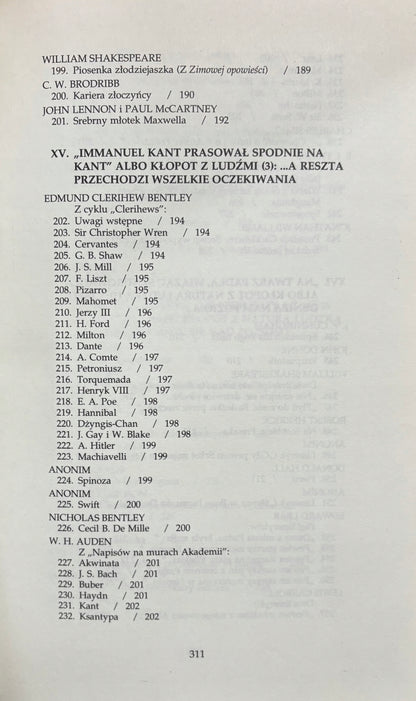 WILLIAM SHAKESPEARE
199. Piosenka złodziejaszka (Z Zimowej opowieści) / 189
C. W. BRODRIBB
200. Kariera złoczyńcy / 190
JOHN LENNON i PAUL McCARTNEY
201. Srebrny młotek Maxwella / 192
XV. „IMMANUEL KANT PRASOWAŁ SPODNIE NA
KANT” ALBO KŁOPOT Z LUDŹMI (3): ...A RESZTA
PRZECHODZI WSZELKIE OCZEKIWANIA
EDMUND CLERIHEW BENTLEY
Z cyklu „Clerihews”:
202. Uwagi wstępne / 194
203. Sir Christopher Wren / 194
204. Cervantes / 194
205. G. B. Shaw / 195
206. J. S. Mill / 195
207. F. Liszt / 195
208. Pizarro / 195
209. Mahomet / 195
210. Jerzy III / 196
211. H. Ford / 196
212. Milton / 196
213. Dante / 196
214. A. Comte / 197
215. Petroniusz / 197
216. Torquemada / 197
217. Henryk VIII / 197
218. E. A. Poe / 198
219. Hannibal / 198
220. Dżyngis-Chan / 198
221. J. Gay i W. Blake / 198
222. A. Hitler / 199
223. Machiavelli / 199
ANONIM
224. Spinoza / 199
ANONIM
225. Swift / 200
NICHOLAS BENTLEY
226. Cecil B. De Mille / 200
W. H. AUDEN
Z „Napisów na murach Akademii”:
227. Akwinata / 201
228. J. S. Bach / 201
229. Buber / 201
230. Haydn / 201
231. Kant / 202
232. Ksantypa / 202
311